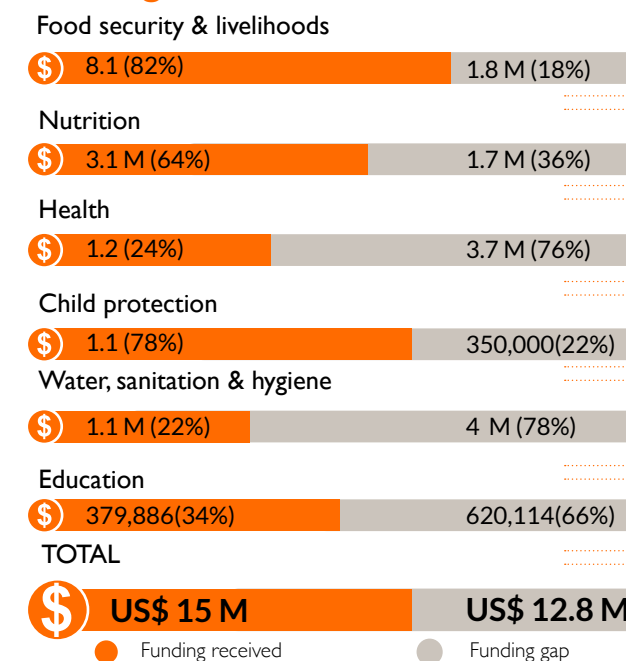 Food security & livelihoods
$ 8.1 (82%) 1.8 M (18%)
Nutrition
$ 3.1 M (64%) 1.7 M (36%)
Health
$ 1.2 (24%) 3.7 M (76%)
Child protection
$ 1.1 (78%) 350,000(22%)
Water, sanitation & hygiene
$ 1.1 M (22%) 4 M (78%)
Education
$ 379,886(34%) 620,114(66%)
TOTAL
$ US$ 15 M US$ 12.8 M
Funding received Funding gap